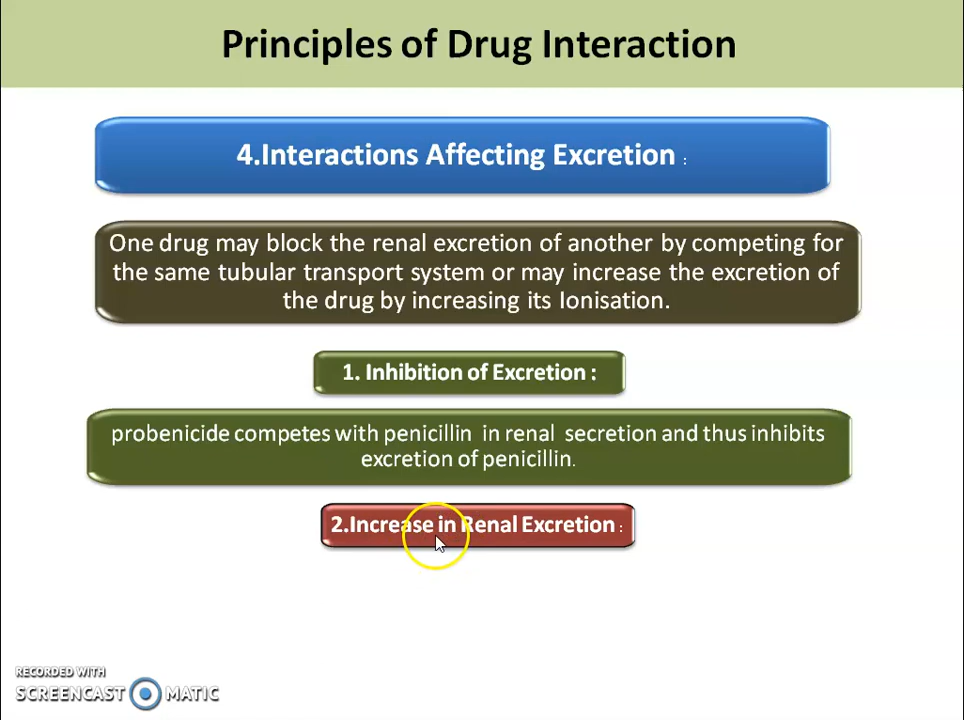 Principles of Drug Interaction
4.Interactions Affecting Excretion :
One drug may block the renal excretion of another by competing for
the same tubular transport system or may increase the excretion of
the drug by increasing its Ionisation.
1. Inhibition of Excretion :
probenicide competes with penicillin in renal secretion and thus inhibits
excretion of penicillin.
2.Increase in Renal Excretion :
RECORDED WITH
SCREENCAST MATIC